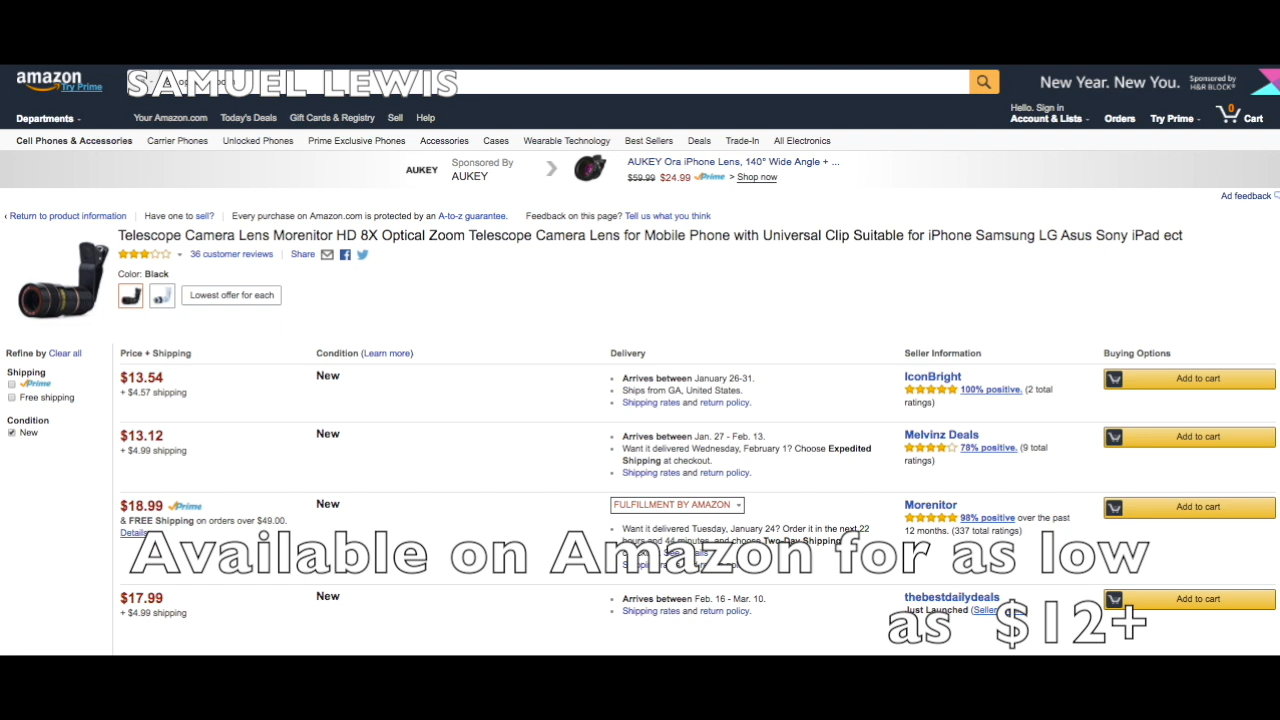 amazon
Try Prime
SAMUEL LEWIS
New Year. New You.
Sponsored by
H&R BLOCK®
Departments
Your Amazon.com Today's Deals Gift Cards & Registry Sell Help
Hello. Sign in
Account & Lists Orders Try Prime 0 Cart
Cell Phones & Accessories Carrier Phones Unlocked Phones Prime Exclusive Phones Accessories Cases Wearable Technology Best Sellers Deals Trade-In All Electronics
AUKEY Sponsored By
AUKEY
AUKEY Ora iPhone Lens, 140° Wide Angle + ...
$59.99 $24.99 Prime > Shop now
Ad feedback
‹ Return to product information Have one to sell? Every purchase on Amazon.com is protected by an A-to-z guarantee. Feedback on this page? Tell us what you think
Telescope Camera Lens Morenitor HD 8X Optical Zoom Telescope Camera Lens for Mobile Phone with Universal Clip Suitable for iPhone Samsung LG Asus Sony iPad ect
36 customer reviews Share
Color: Black
Lowest offer for each
Refine by Clear all
Shipping
Prime
Free shipping
Condition
New
Price + Shipping Condition (Learn more) Delivery Seller Information Buying Options
$13.54
+ $4.57 shipping
New
Arrives between January 26-31.
Ships from GA, United States.
Shipping rates and return policy.
IconBright
100% positive. (2 total
ratings)
Add to cart
$13.12
+ $4.99 shipping
New
Arrives between Jan. 27 - Feb. 13.
Want it delivered Wednesday, February 1? Choose Expedited
Shipping at checkout.
Shipping rates and return policy.
Melvinz Deals
78% positive. (9 total
ratings)
Add to cart
$18.99 Prime
& FREE Shipping on orders over $49.00.
Details
New
FULFILLMENT BY AMAZON
Want it delivered Tuesday, January 24? Order it in the next 22
hours and 44 minutes, and choose Two-Day Shipping
Morenitor
98% positive over the past
12 months. (337 total ratings)
Add to cart
Available on Amazon for as low
as $12+
$17.99
+ $4.99 shipping
New
Arrives between Feb. 16 - Mar. 10.
Shipping rates and return policy.
thebestdailydeals
Just Launched (Seller
Add to cart